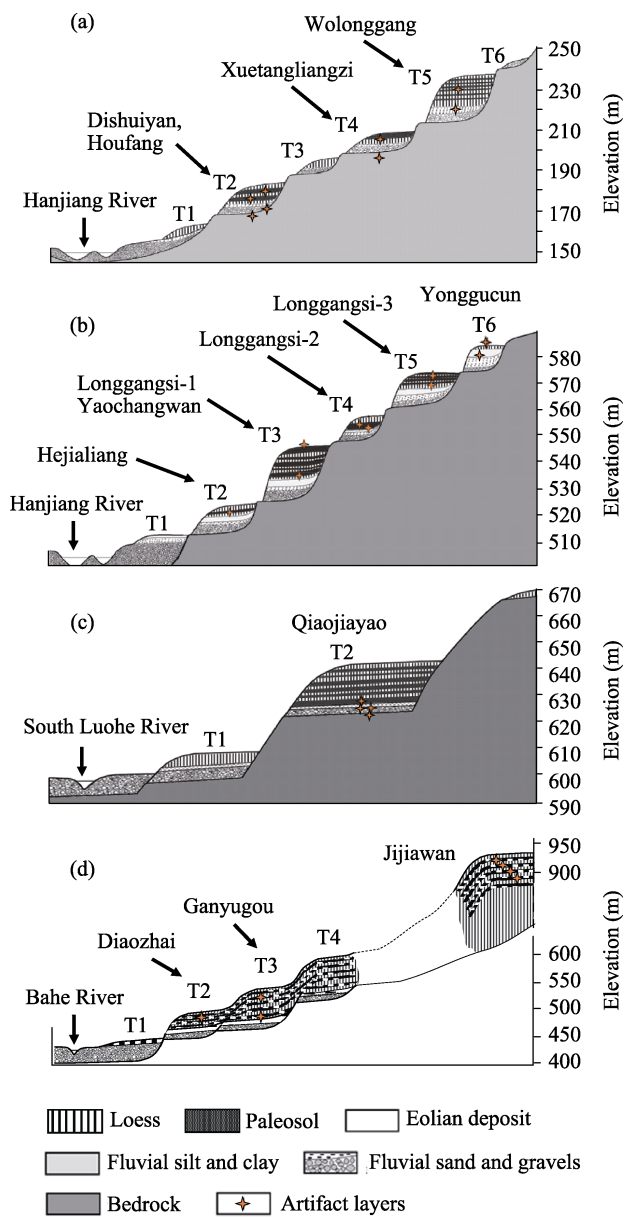 (a)
Wolonggang
T6
250
Xuetangliangzi
T5
230
Dishuiyan,
Houfang
T4
210
T3
190
T2
Hanjiang River
T1
170
150
Elevation (m)
(b)
Yonggucun
Longgangsi-3
T6
Longgangsi-2
T5
580
Longgangsi-1
Yaochangwan
T4
570
T3
560
Hejialiang
550
T2
540
Hanjiang River
T1
530
520
510
Elevation (m)
(c)
670
Qiaojiayao
660
T2
650
640
630
South Luohe River
T1
620
610
600
590
Elevation (m)
(d)
Jijiawan
950
900
Ganyugou
T4
Diaozhai
T3
600
T2
550
Bahe River
T1
500
450
400
Elevation (m)
Loess
Paleosol
Eolian deposit
Fluvial silt and clay
Fluvial sand and gravels
Bedrock
Artifact layers